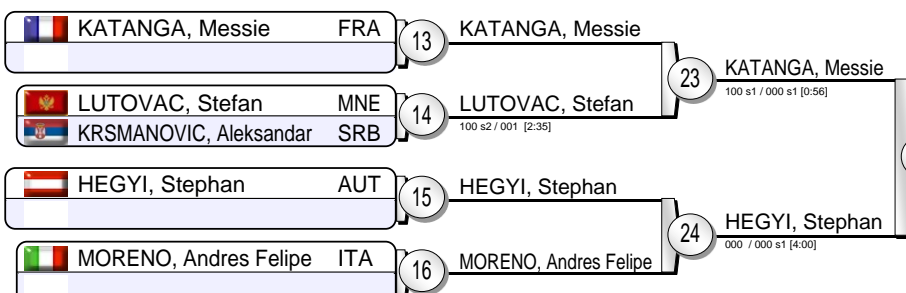 KATANGA, Messie FRA
13
KATANGA, Messie
23
KATANGA, Messie
100 s1 / 000 s1 [0:56]
LUTOVAC, Stefan MNE
KRSMANOVIC, Aleksandar SRB
14
LUTOVAC, Stefan
100 s2 / 001 [2:35]
HEGYI, Stephan AUT
15
HEGYI, Stephan
24
HEGYI, Stephan
000 / 000 s1 [4:00]
MORENO, Andres Felipe ITA
16
MORENO, Andres Felipe